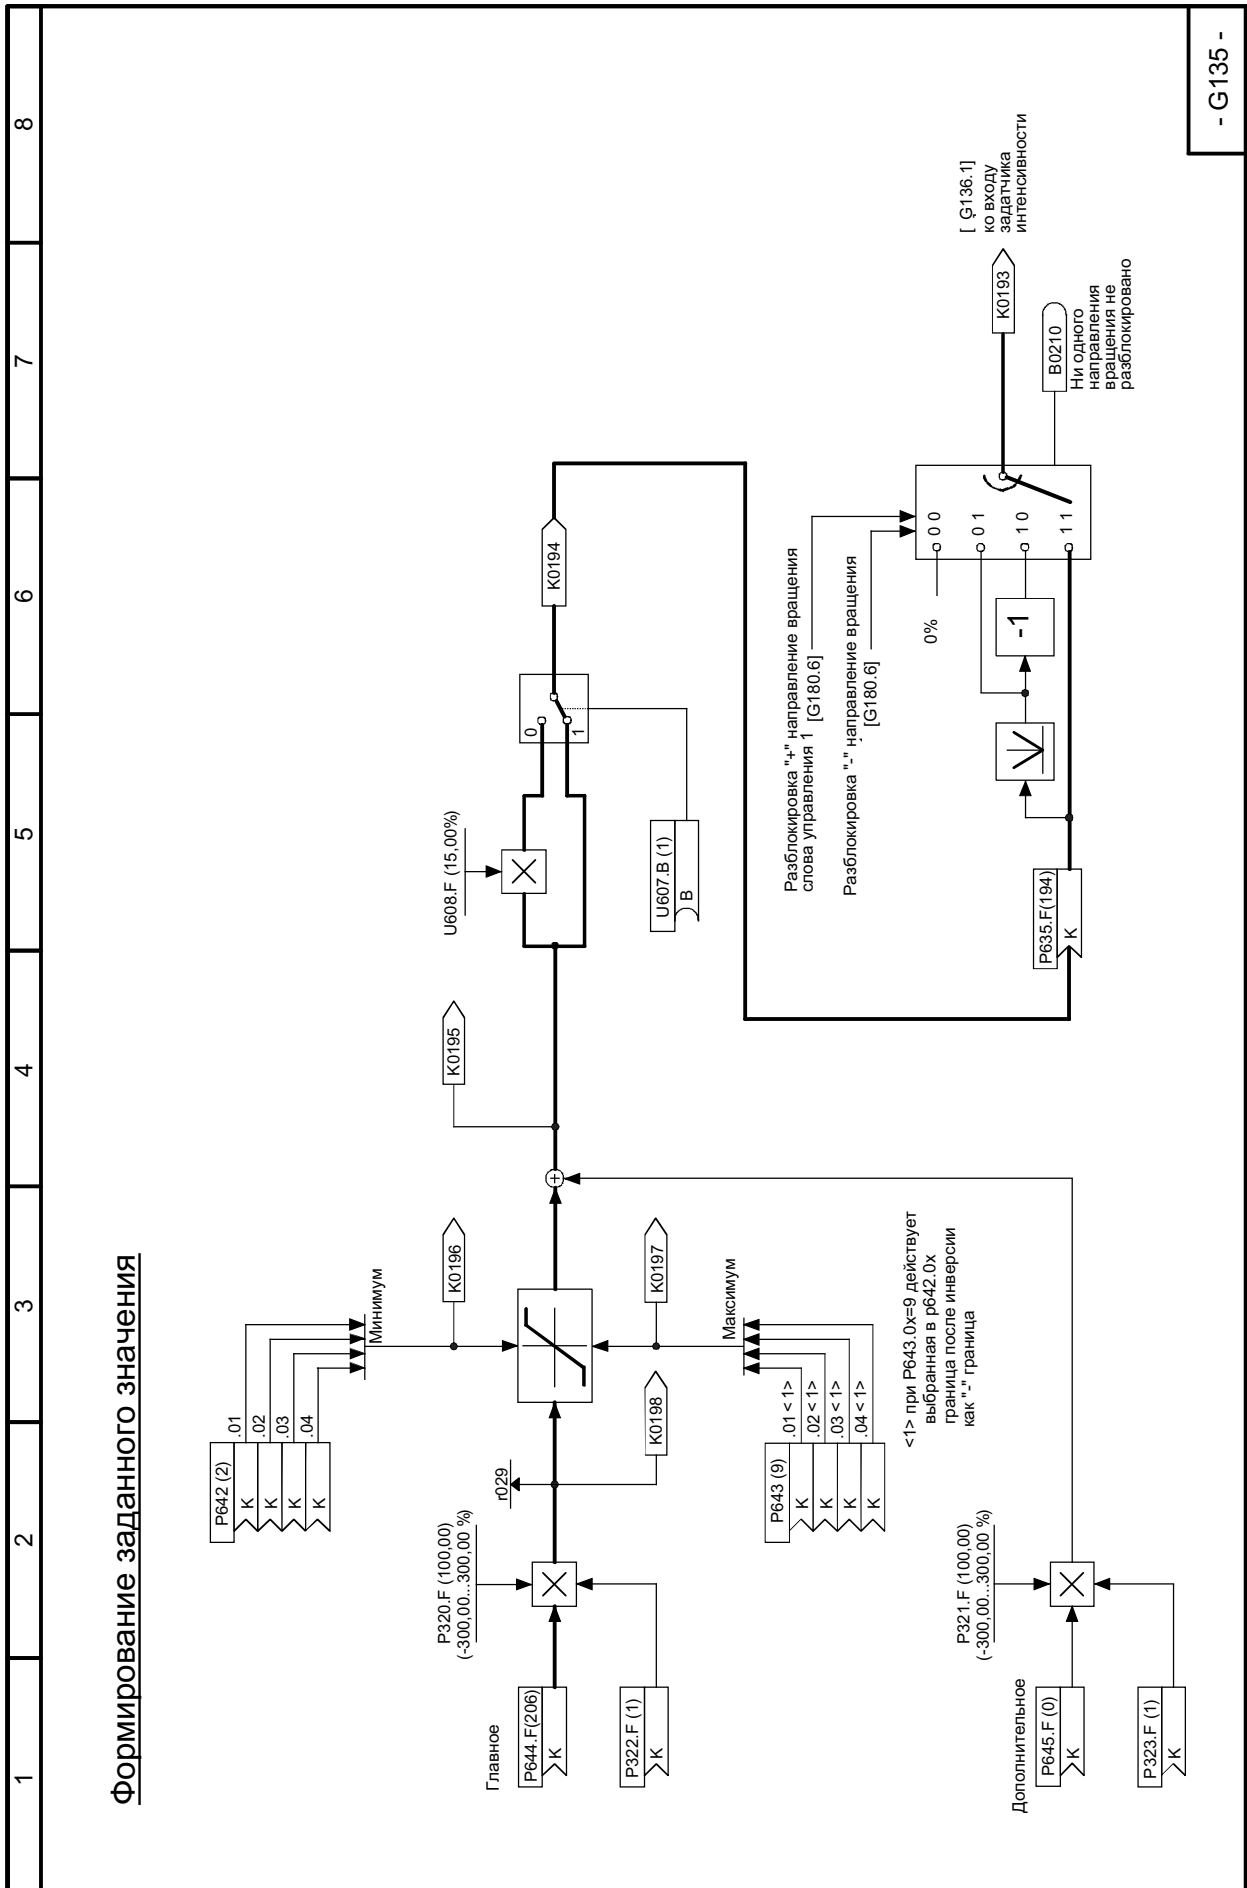 1
2
3
4
5
6
7
8
Формирование заданного значения
P642 (2)
K
K
K
K
.01
.02
.03
.04
Минимум
K0196
K0195
Главное
P644.F(206)
K
P322.F (1)
K
P320.F (100,00)
(-300,00...300,00 %)
r029
K0198
K0197
Максимум
P643 (9)
K
K
K
K
.01 < 1>
.02 < 1>
.03 < 1>
.04 < 1>
<1> при P643.0x=9 действует
выбранная в p642.0x
граница после инверсии
как "-" граница
U608.F (15,00%)
0
1
U607.B (1)
B
K0194
Дополнительное
P645.F (0)
K
P323.F (1)
K
P321.F (100,00)
(-300,00...300,00 %)
Разблокировка "+" направление вращения
слова управления 1 [G180.6]
Разблокировка "-" направление вращения
[G180.6]
P635.F(194)
K
-1
0%
0 0
0 1
1 0
1 1
K0193
[ G136.1]
ко входу
задатчика
интенсивности
B0210
Ни одного
направления
вращения не
разблокировано
- G135 -